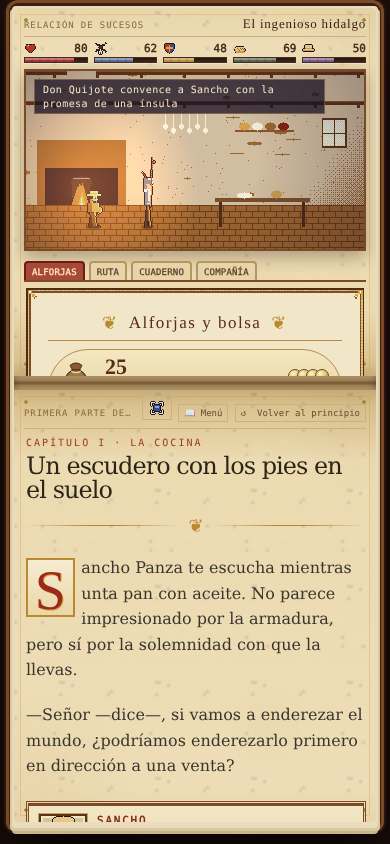 RELACIÓN DE SUCESOS
El ingenioso hidalgo
80 62 48 69 50
Don Quijote convence a Sancho con la
promesa de una ínsula
ALFORJAS RUTA CUADERNO COMPAÑÍA
Alforjas y bolsa
25
PRIMERA PARTE DE… Menú ↺ Volver al principio
CAPÍTULO I · LA COCINA
Un escudero con los pies en
el suelo
Sancho Panza te escucha mientras
unta pan con aceite. No parece
impresionado por la armadura,
pero sí por la solemnidad con que la
llevas.
—Señor —dice—, si vamos a enderezar el
mundo, ¿podríamos enderezarlo primero
en dirección a una venta?
SANCHO